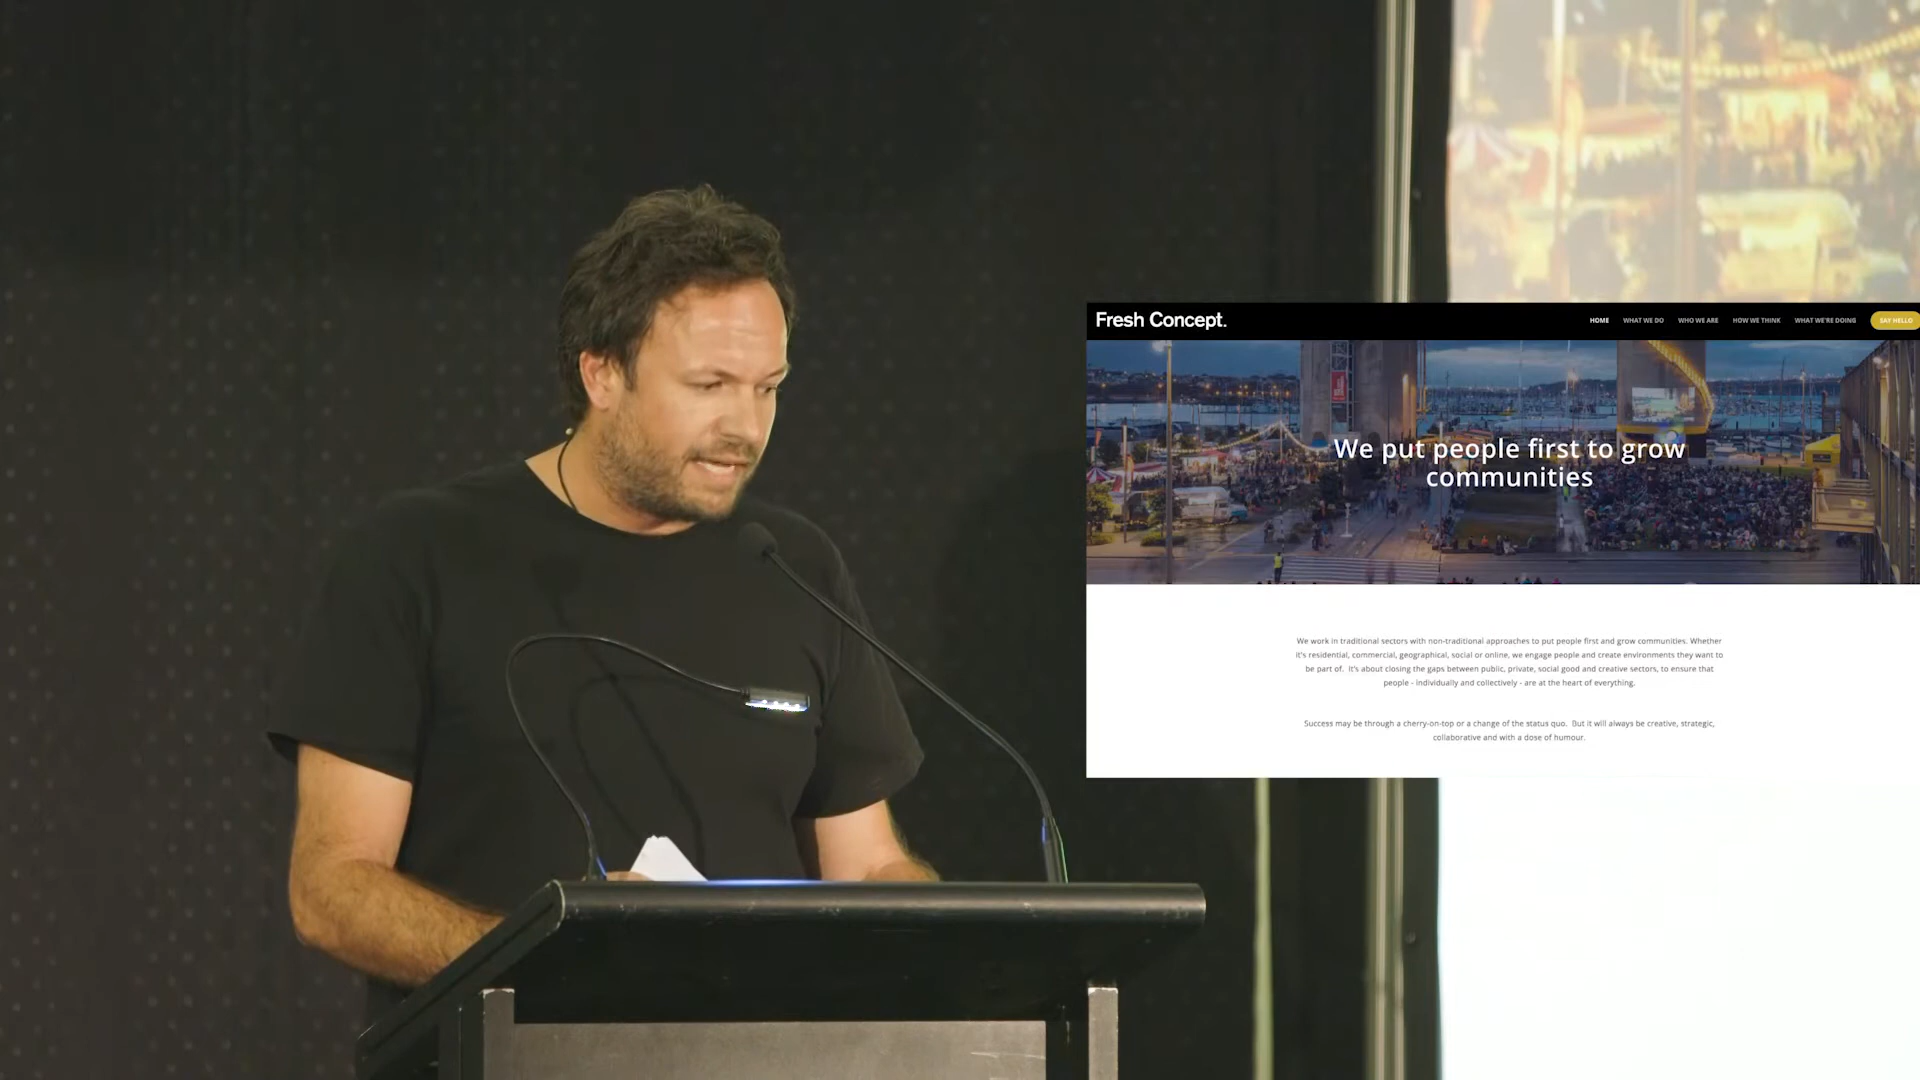 Fresh Concept.
HOME WHAT WE DO WHO WE ARE HOW WE THINK WHAT WE'RE DOING SAY HELLO
We put people first to grow
communities
We work in traditional sectors with non-traditional approaches to put people first and grow communities. Whether
it's residential, commercial, geographical, social or online, we engage people and create environments they want to
be part of. It's about closing the gaps between public, private, social good and creative sectors, to ensure that
people - individually and collectively - are at the heart of everything.
Success may be through a cherry-on-top or a change of the status quo. But it will always be creative, strategic,
collaborative and with a dose of humour.